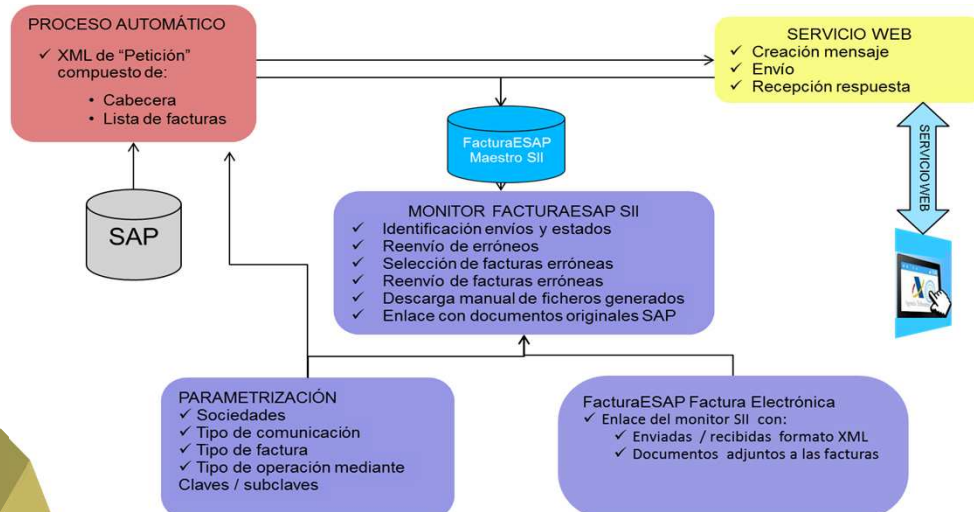 PROCESO AUTOMÁTICO
✓ XML de “Petición”
compuesto de:
• Cabecera
• Lista de facturas
SERVICIO WEB
✓ Creación mensaje
✓ Envío
✓ Recepción respuesta
SERVICIO WEB
FacturaESAP
Maestro SII
SAP
MONITOR FACTURAESAP SII
✓ Identificación envíos y estados
✓ Reenvío de erróneos
✓ Selección de facturas erróneas
✓ Reenvío de facturas erróneas
✓ Descarga manual de ficheros generados
✓ Enlace con documentos originales SAP
PARAMETRIZACIÓN
✓ Sociedades
✓ Tipo de comunicación
✓ Tipo de factura
✓ Tipo de operación mediante
Claves / subclaves
FacturaESAP Factura Electrónica
✓ Enlace del monitor SII con:
✓ Enviadas / recibidas formato XML
✓ Documentos adjuntos a las facturas